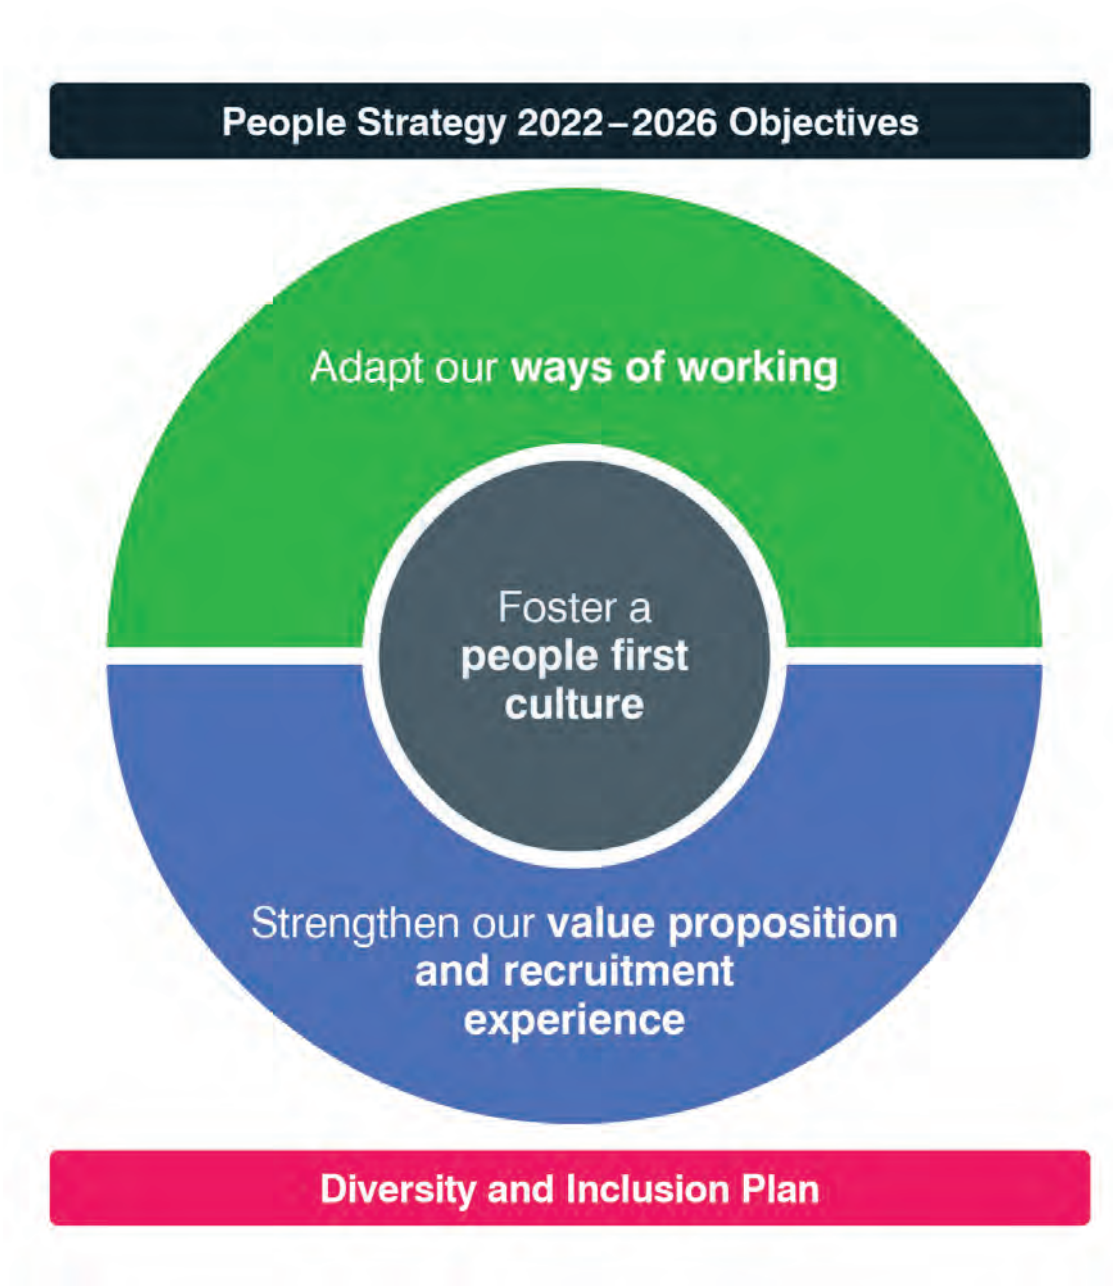 People Strategy 2022–2026 Objectives
Adapt our ways of working
Foster a
people first
culture
Strengthen our value proposition
and recruitment
experience
Diversity and Inclusion Plan